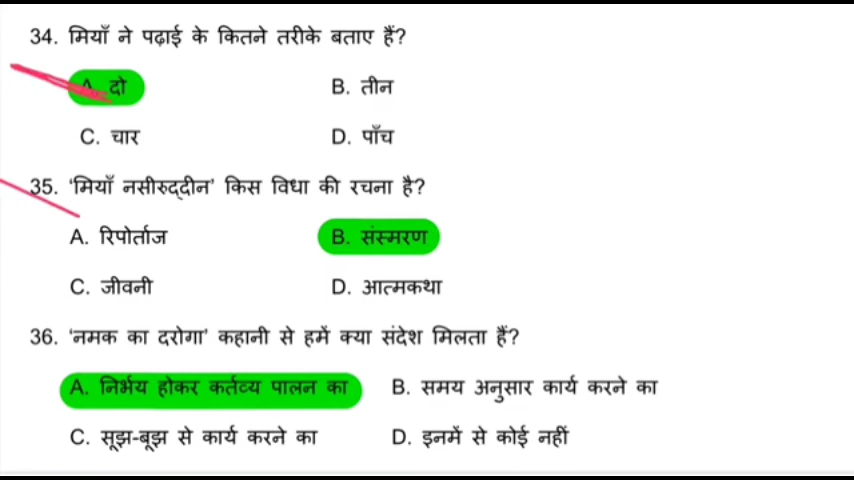 34. मियाँ ने पढ़ाई के कितने तरीके बताए हैं?
A. दो B. तीन
C. चार D. पाँच
35. 'मियाँ नसीरुद्दीन' किस विधा की रचना है?
A. रिपोर्ताज B. संस्मरण
C. जीवनी D. आत्मकथा
36. 'नमक का दरोगा' कहानी से हमें क्या संदेश मिलता हैं?
A. निर्भय होकर कर्तव्य पालन का B. समय अनुसार कार्य करने का
C. सूझ-बूझ से कार्य करने का D. इनमें से कोई नहीं